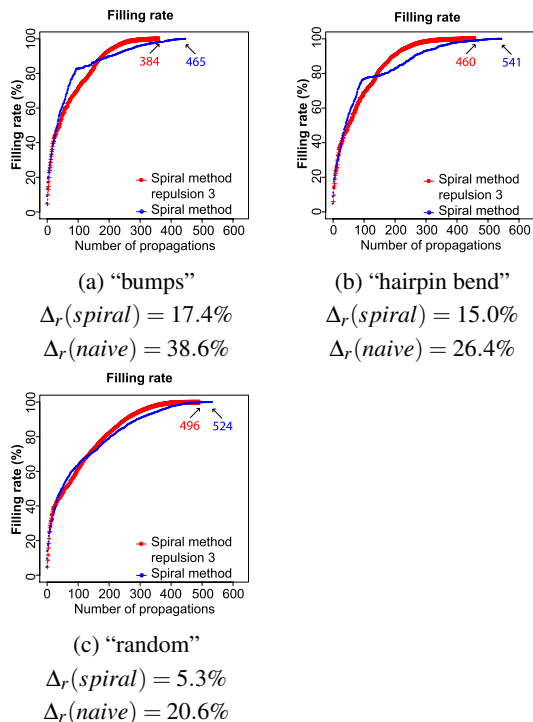 Filling rate
Filling rate (%)
100
80
60
40
20
0
384
465
Spiral method
repulsion 3
Spiral method
0 100 200 300 400 500 600
Number of propagations
(a) “bumps”
Δr(spiral) = 17.4%
Δr(naive) = 38.6%
Filling rate
Filling rate (%)
100
80
60
40
20
0
460
541
Spiral method
repulsion 3
Spiral method
0 100 200 300 400 500 600
Number of propagations
(b) “hairpin bend”
Δr(spiral) = 15.0%
Δr(naive) = 26.4%
Filling rate
Filling rate (%)
100
80
60
40
20
0
496
524
Spiral method
repulsion 3
Spiral method
0 100 200 300 400 500 600
Number of propagations
(c) “random”
Δr(spiral) = 5.3%
Δr(naive) = 20.6%